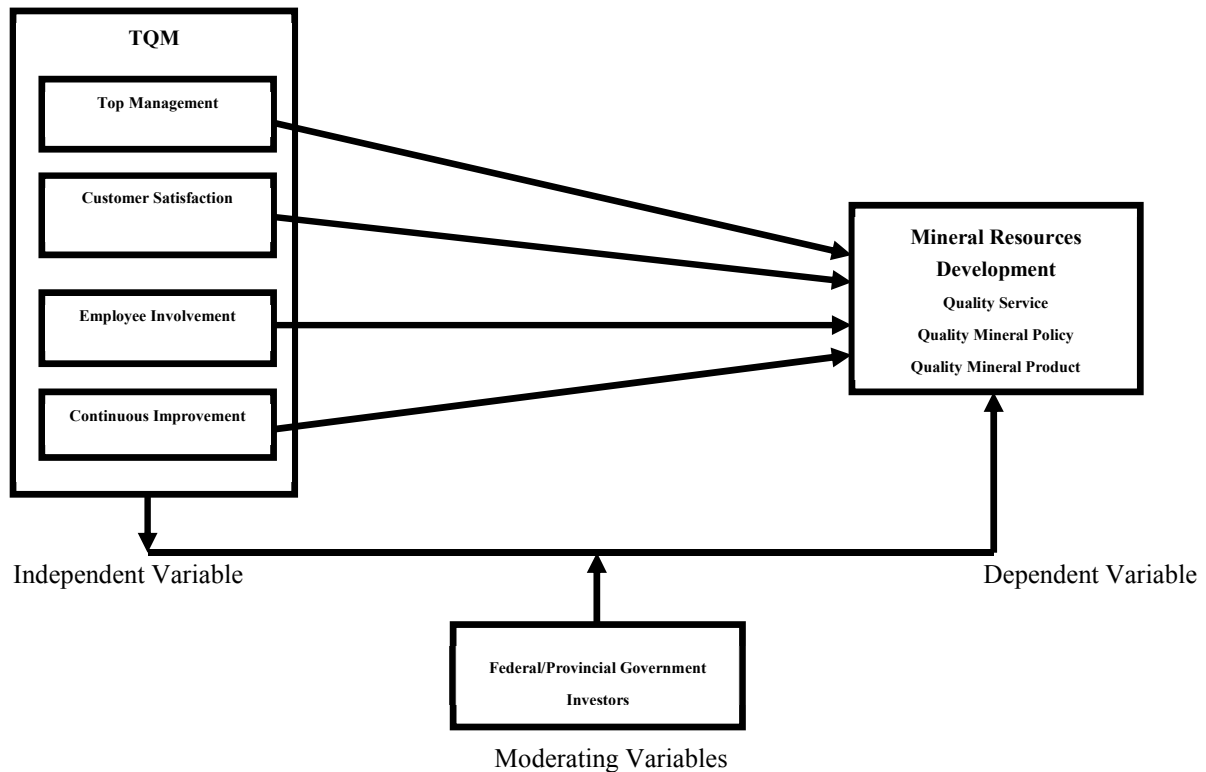 TQM
Top Management
Customer Satisfaction
Employee Involvement
Continuous Improvement
Mineral Resources
Development
Quality Service
Quality Mineral Policy
Quality Mineral Product
Independent Variable
Dependent Variable
Federal/Provincial Government
Investors
Moderating Variables